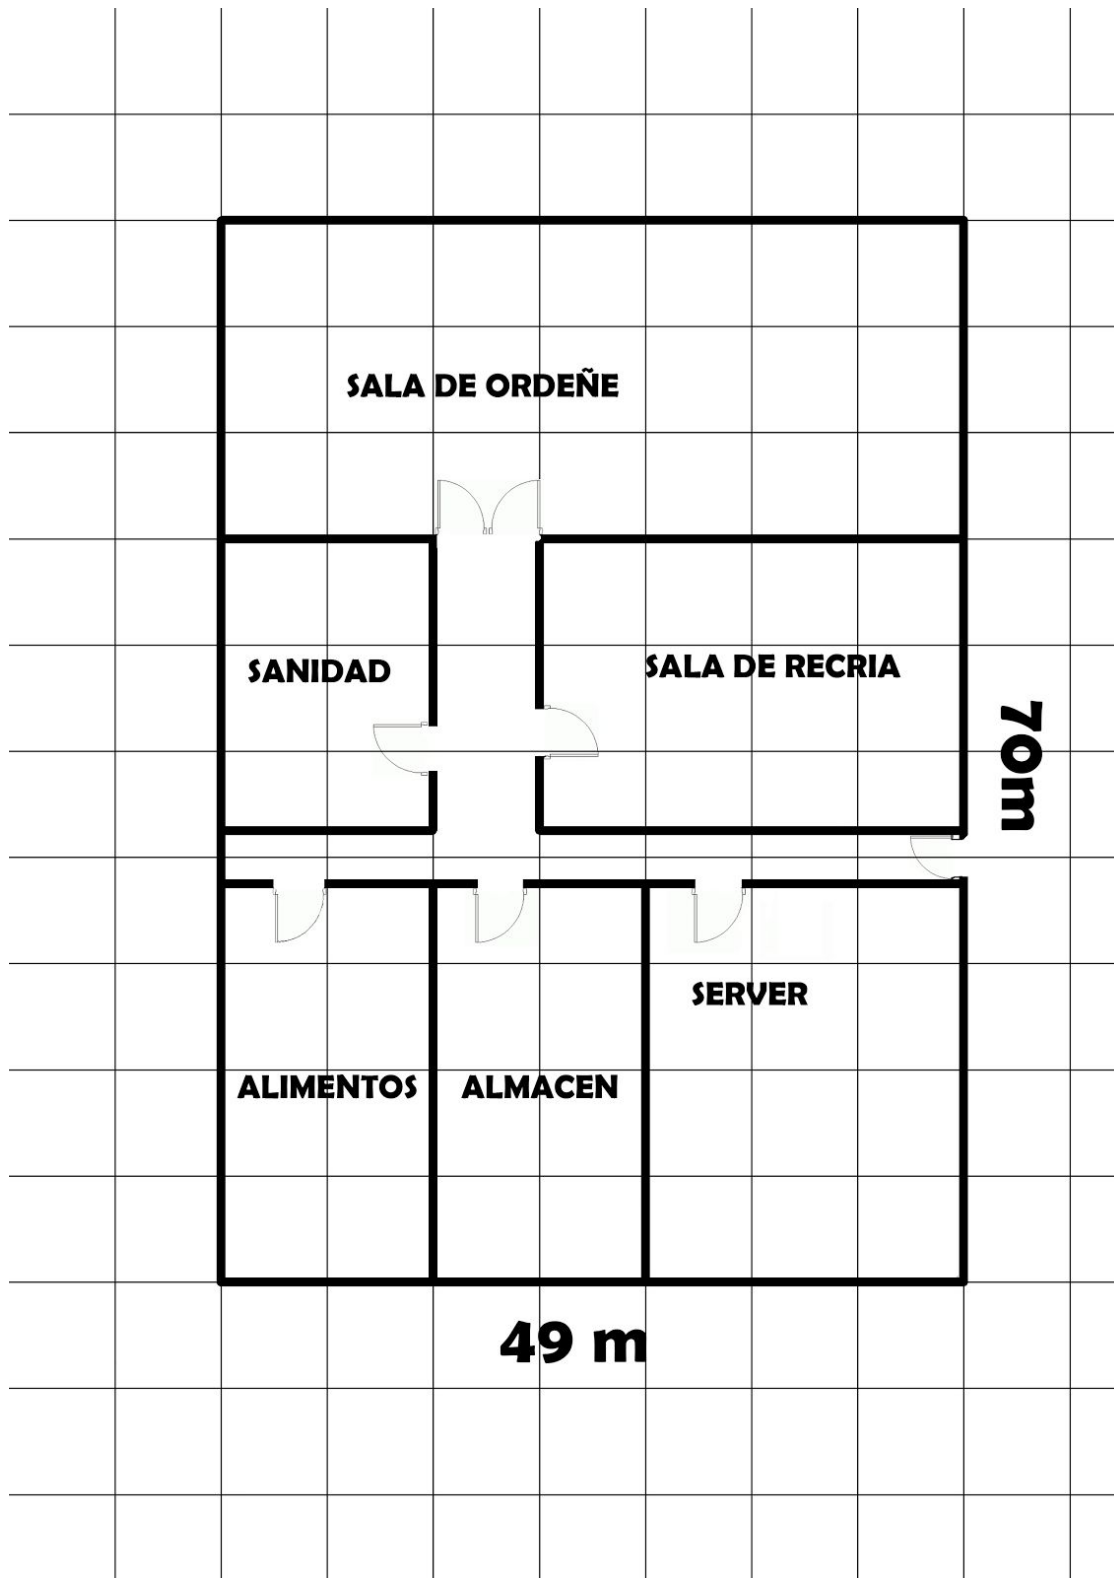 SALA DE ORDEÑE
SANIDAD
SALA DE RECRIA
70m
SERVER
ALIMENTOS
ALMACEN
49 m